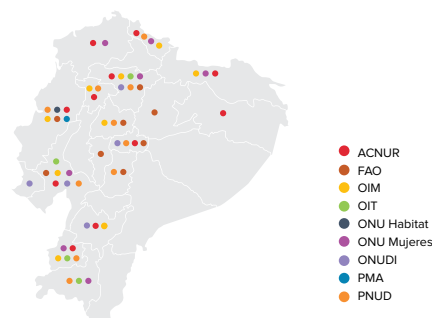 ACNUR
FAO
OIM
OIT
ONU Habitat
ONU Mujeres
ONUDI
PMA
PNUD